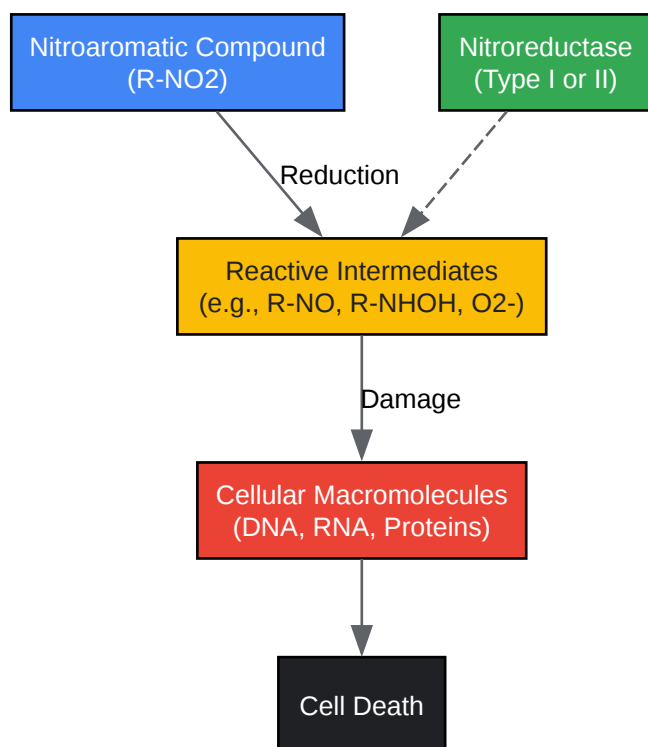 Nitroaromatic Compound
(R-NO2)
Nitroreductase
(Type I or II)
Reduction
Reactive Intermediates
(e.g., R-NO, R-NHOH, O2-)
Damage
Cellular Macromolecules
(DNA, RNA, Proteins)
Cell Death